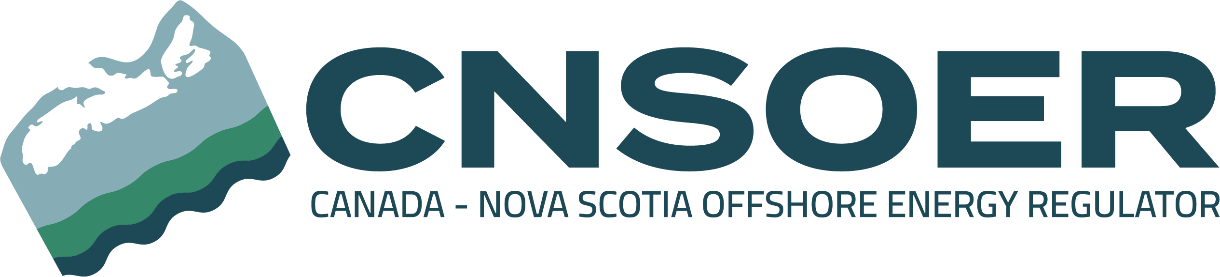 CNSOER
CANADA - NOVA SCOTIA OFFSHORE ENERGY REGULATOR